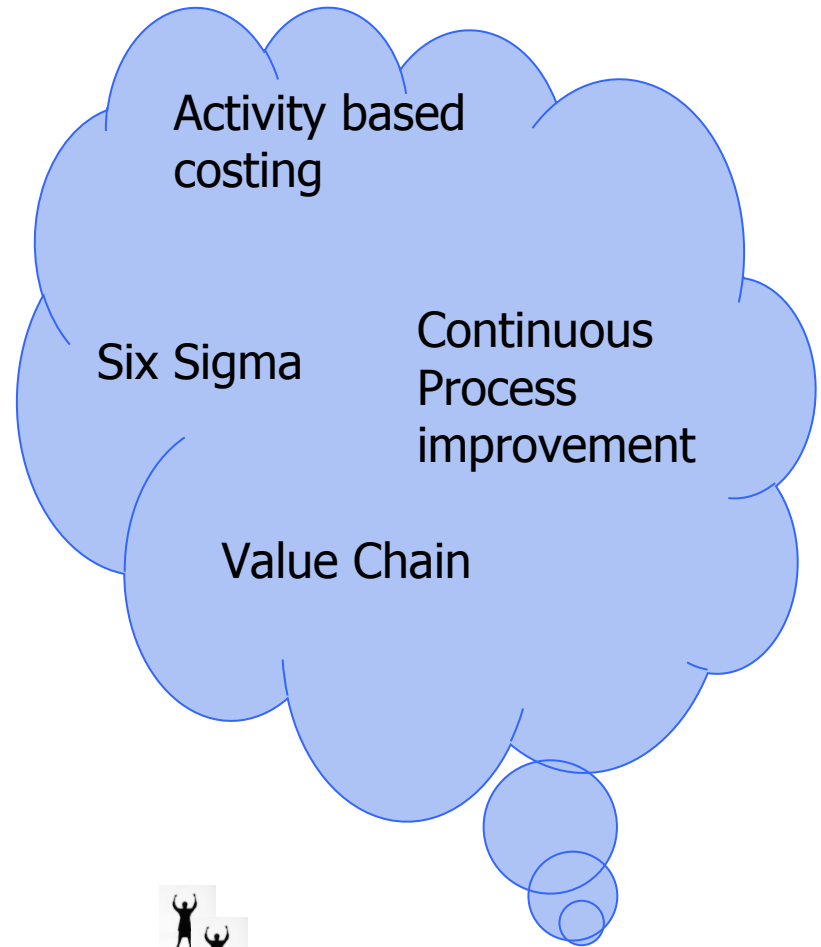 Activity based
costing
Six Sigma
Continuous
Process
improvement
Value Chain